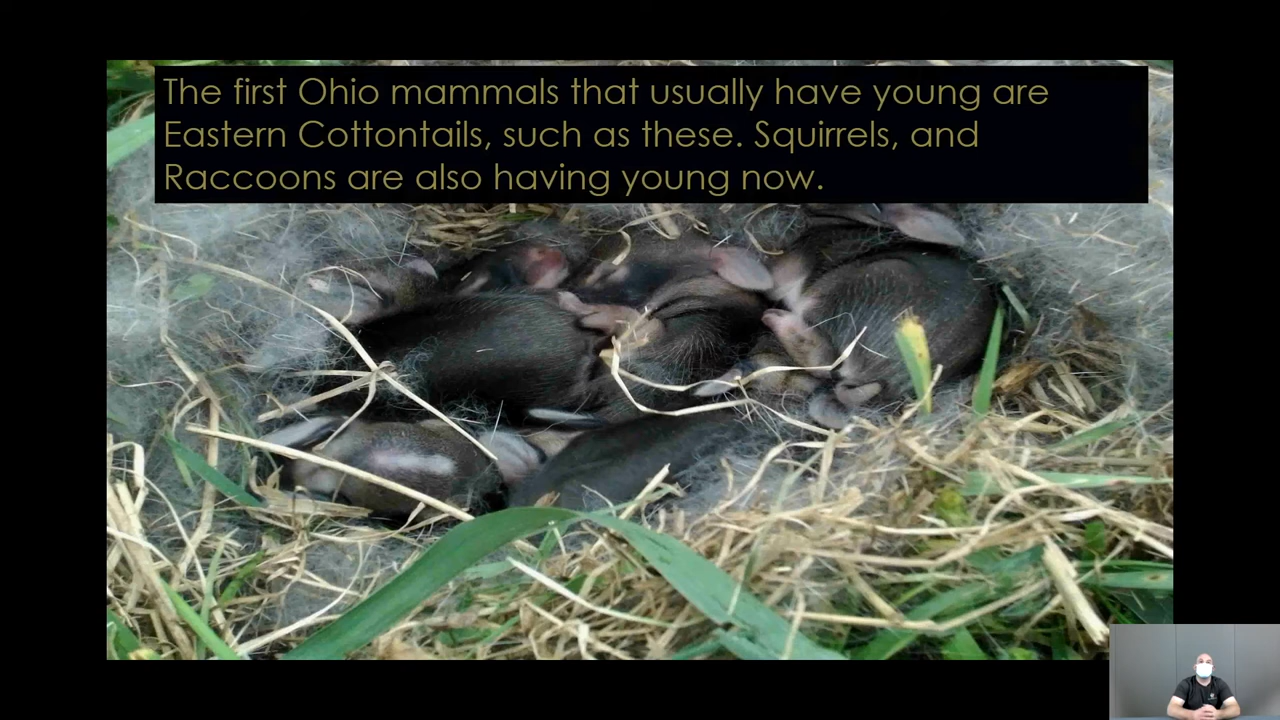 The first Ohio mammals that usually have young are
Eastern Cottontails, such as these. Squirrels, and
Raccoons are also having young now.